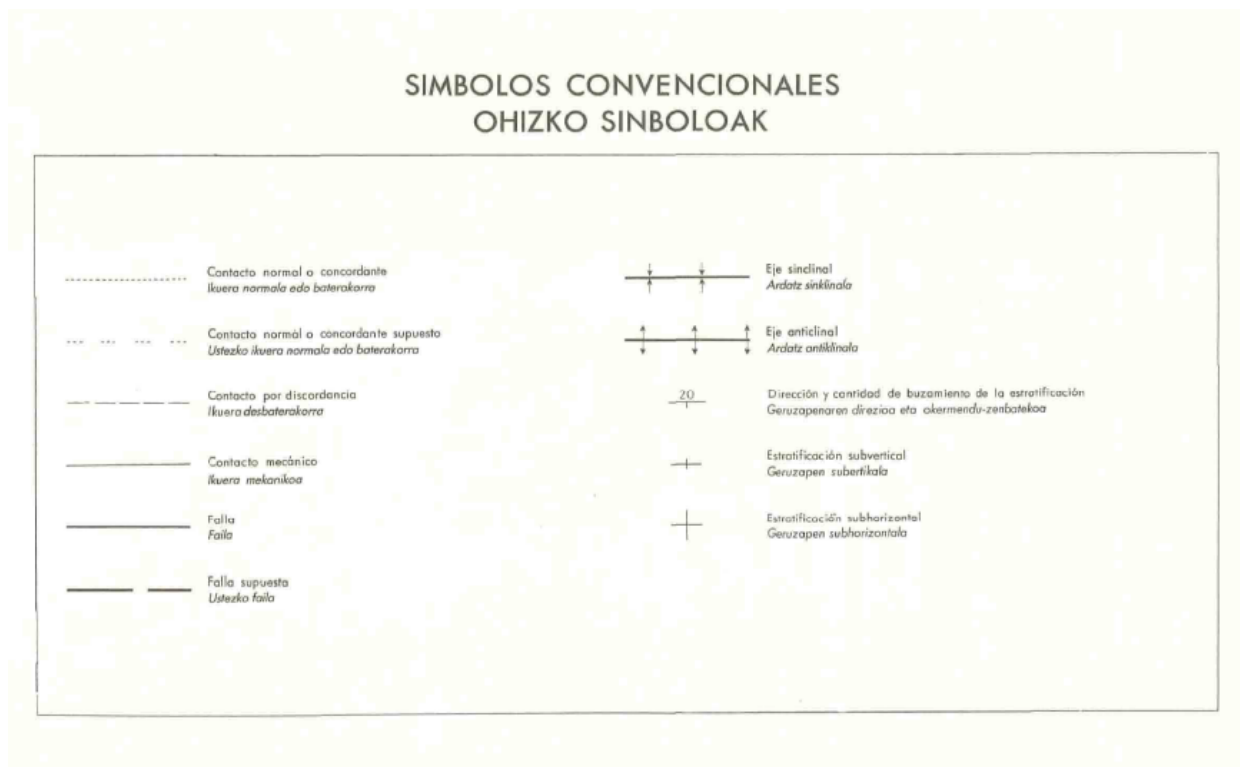 SIMBOLOS CONVENCIONALES
OHIZKO SINBOLOAK
Contacto normal o concordante
Ikuera normala edo baterakorra
Contacto normal o concordante supuesto
Ustezko ikuera normala edo baterakorra
Contacto por discordancia
Ikuera desbaterakorra
Contacto mecánico
Ikuera mekanikoa
Falla
Faila
Falla supuesta
Ustezko faila
Eje sinclinal
Ardatz sinklinala
Eje anticlinal
Ardatz antiklinala
20
Dirección y cantidad de buzamiento de la estratificación
Geruzapenaren direzioa eta okermendu-zenbatekoa
Estratificación subvertical
Geruzapen subertikala
Estratificación subhorizontal
Geruzapen subhorizontala